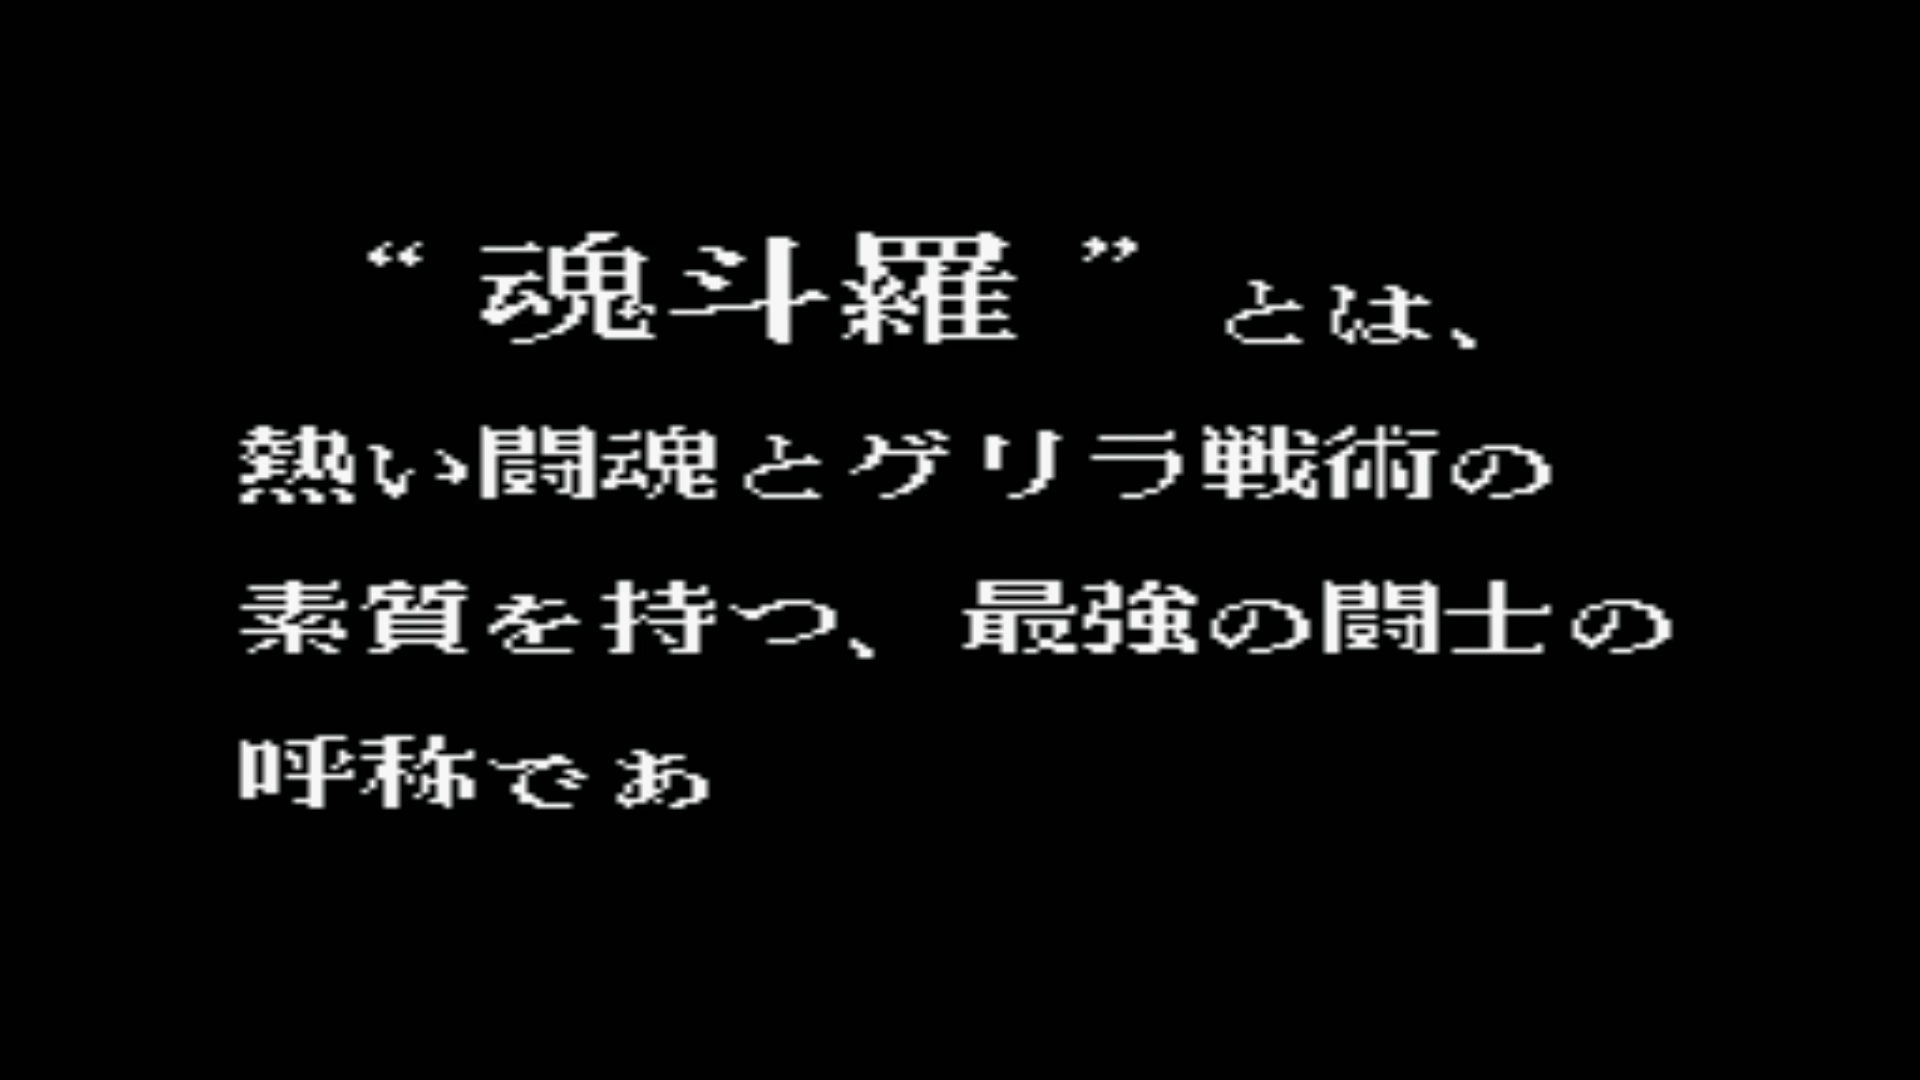 “魂斗羅”とは、
熱い闘魂とゲリラ戦術の
素質を持つ、最強の闘士の
呼称であ